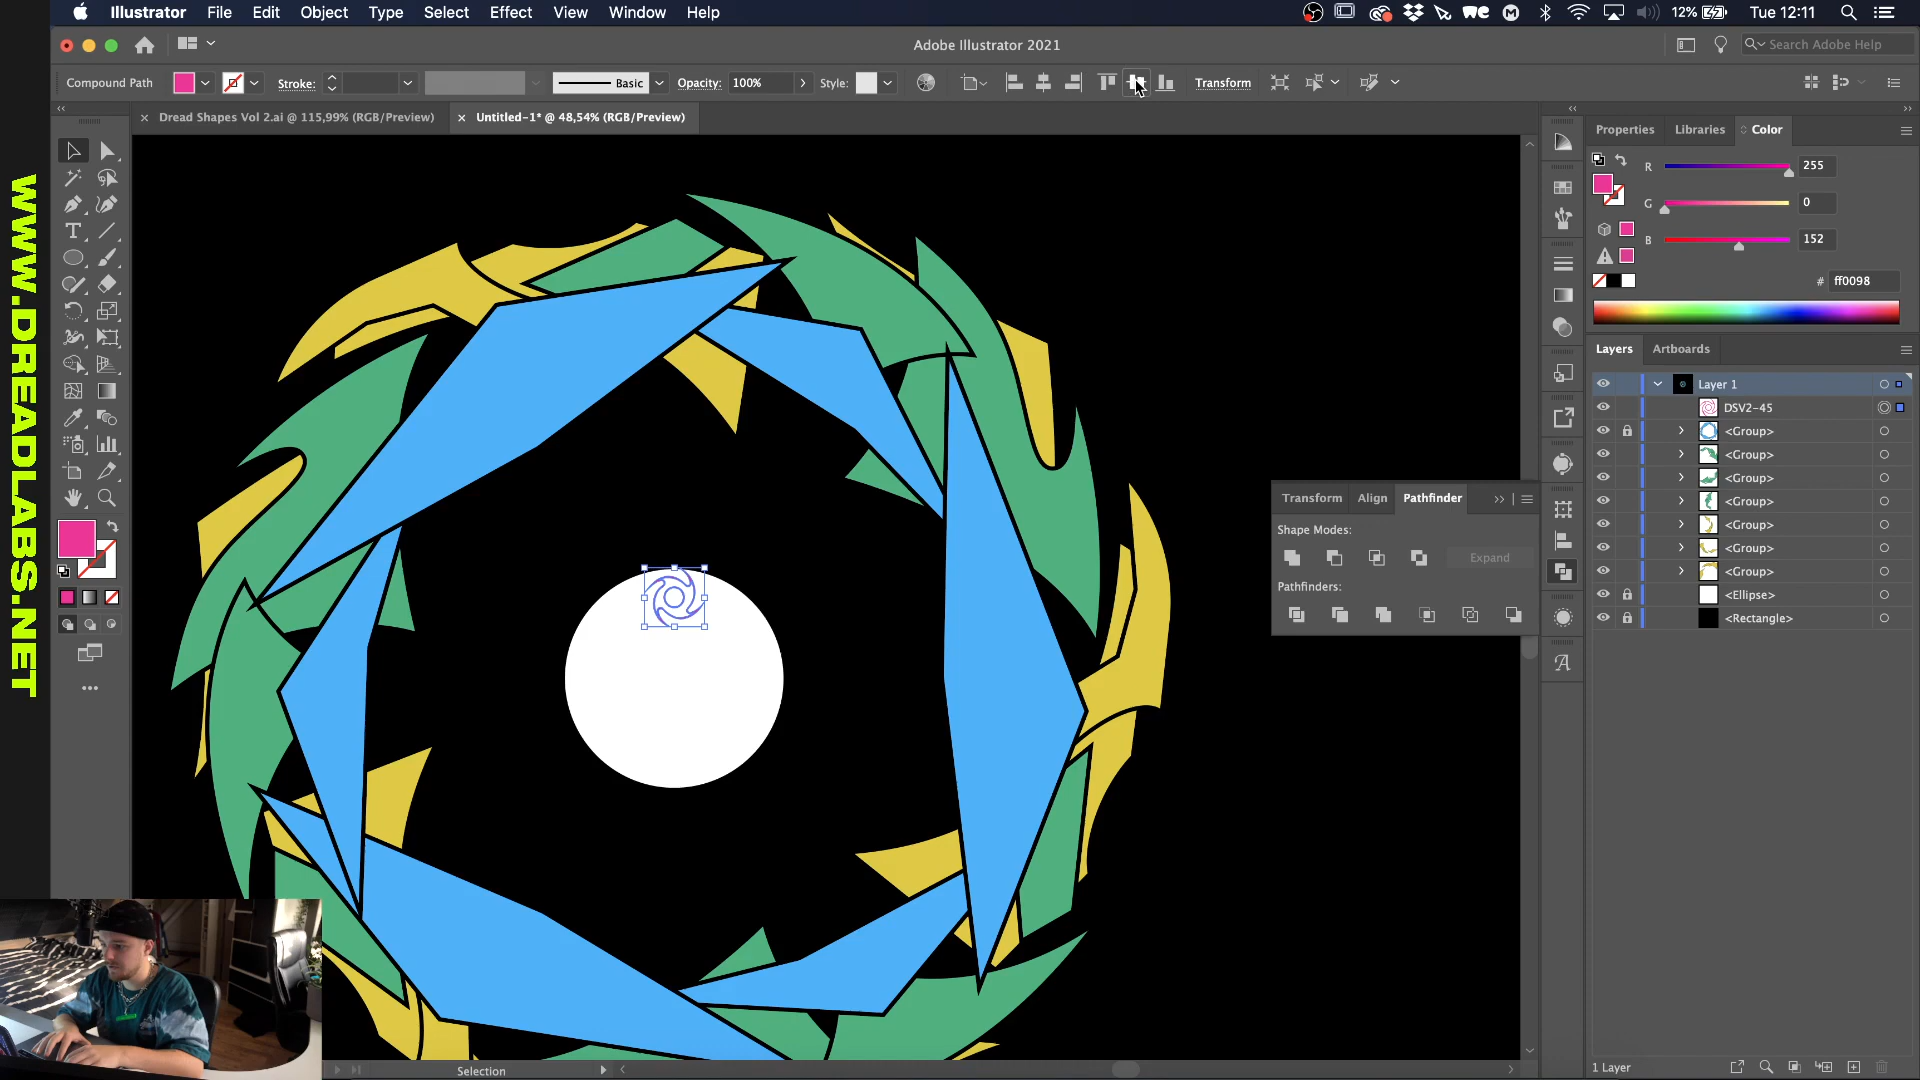 Illustrator File Edit Object Type Select Effect View Window Help
12% Tue 12:11
Adobe Illustrator 2021
Search Adobe Help
Compound Path Stroke: Basic Opacity: 100% Style: Transform
Dread Shapes Vol 2.ai @ 115,99% (RGB/Preview)
Untitled-1* @ 48,54% (RGB/Preview)
Properties Libraries Color
R 255
G 0
B 152
# ff0098
Layers Artboards
Layer 1
DSV2-45
<Group>
<Group>
<Group>
<Group>
<Group>
<Group>
<Group>
<Ellipse>
<Rectangle>
Transform Align Pathfinder
Shape Modes:
Expand
Pathfinders:
WWW.DREADLABS.NET
Selection
1 Layer